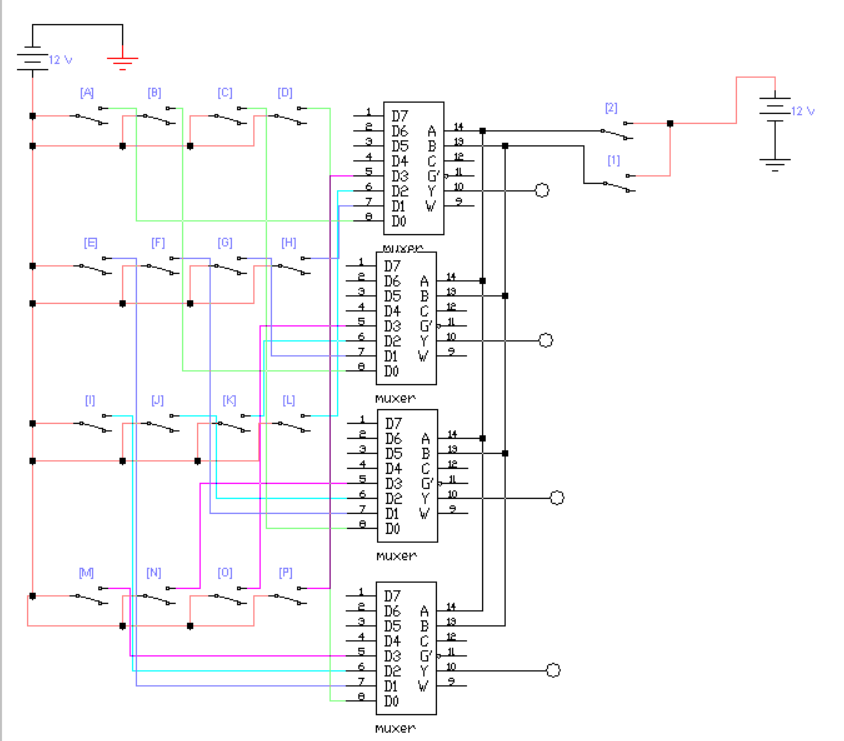 12 V
[A] [B] [C] [D]
[2]
12 V
[1]
1 D7
2 D6 A 14
3 D5 B 13
4 D4 C 12
5 D3 G' 11
6 D2 Y 10
7 D1 W 9
8 D0
muxer
[E] [F] [G] [H]
1 D7
2 D6 A 14
3 D5 B 13
4 D4 C 12
5 D3 G' 11
6 D2 Y 10
7 D1 W 9
8 D0
muxer
[I] [J] [K] [L]
1 D7
2 D6 A 14
3 D5 B 13
4 D4 C 12
5 D3 G' 11
6 D2 Y 10
7 D1 W 9
8 D0
muxer
[M] [N] [O] [P]
1 D7
2 D6 A 14
3 D5 B 13
4 D4 C 12
5 D3 G' 11
6 D2 Y 10
7 D1 W 9
8 D0
muxer